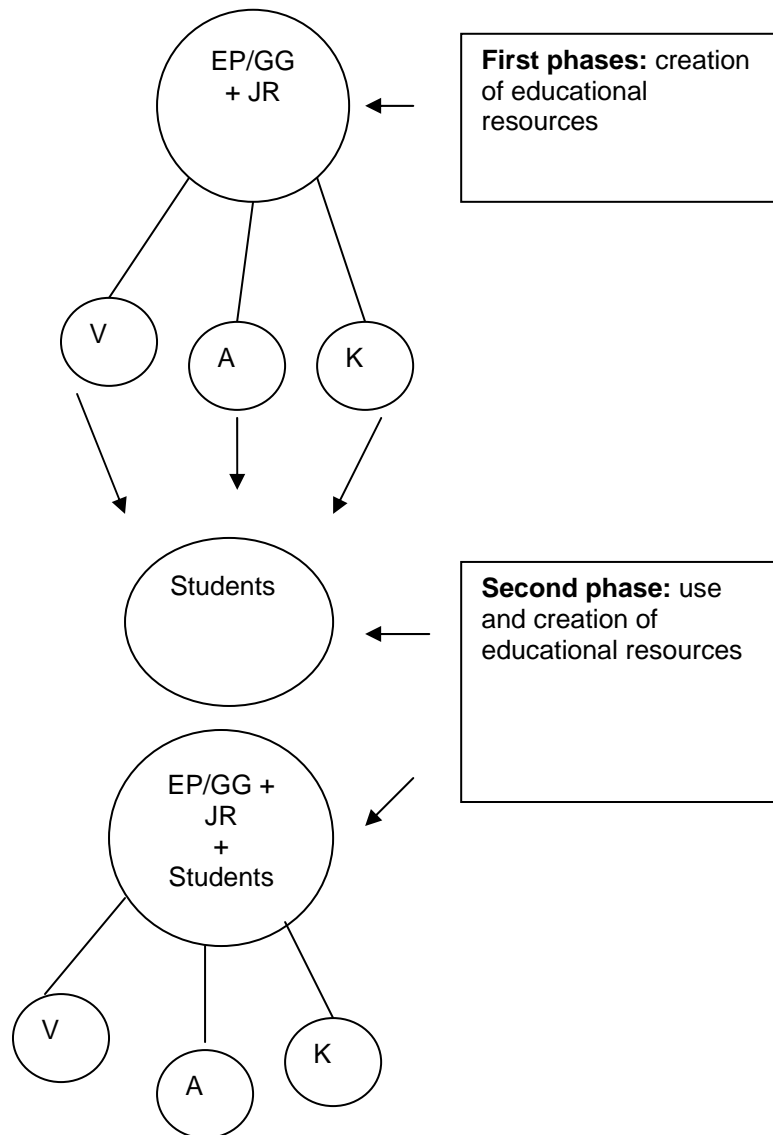 EP/GG
+ JR
First phases: creation
of educational
resources
V
A
K
Students
Second phase: use
and creation of
educational resources
EP/GG +
JR
+
Students
V
A
K